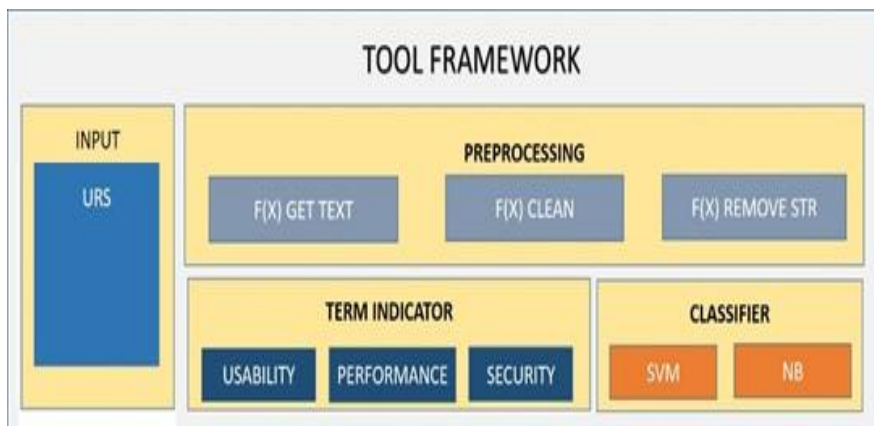 TOOL FRAMEWORK
INPUT
URS
PREPROCESSING
F(X) GET TEXT
F(X) CLEAN
F(X) REMOVE STR
TERM INDICATOR
USABILITY
PERFORMANCE
SECURITY
CLASSIFIER
SVM
NB